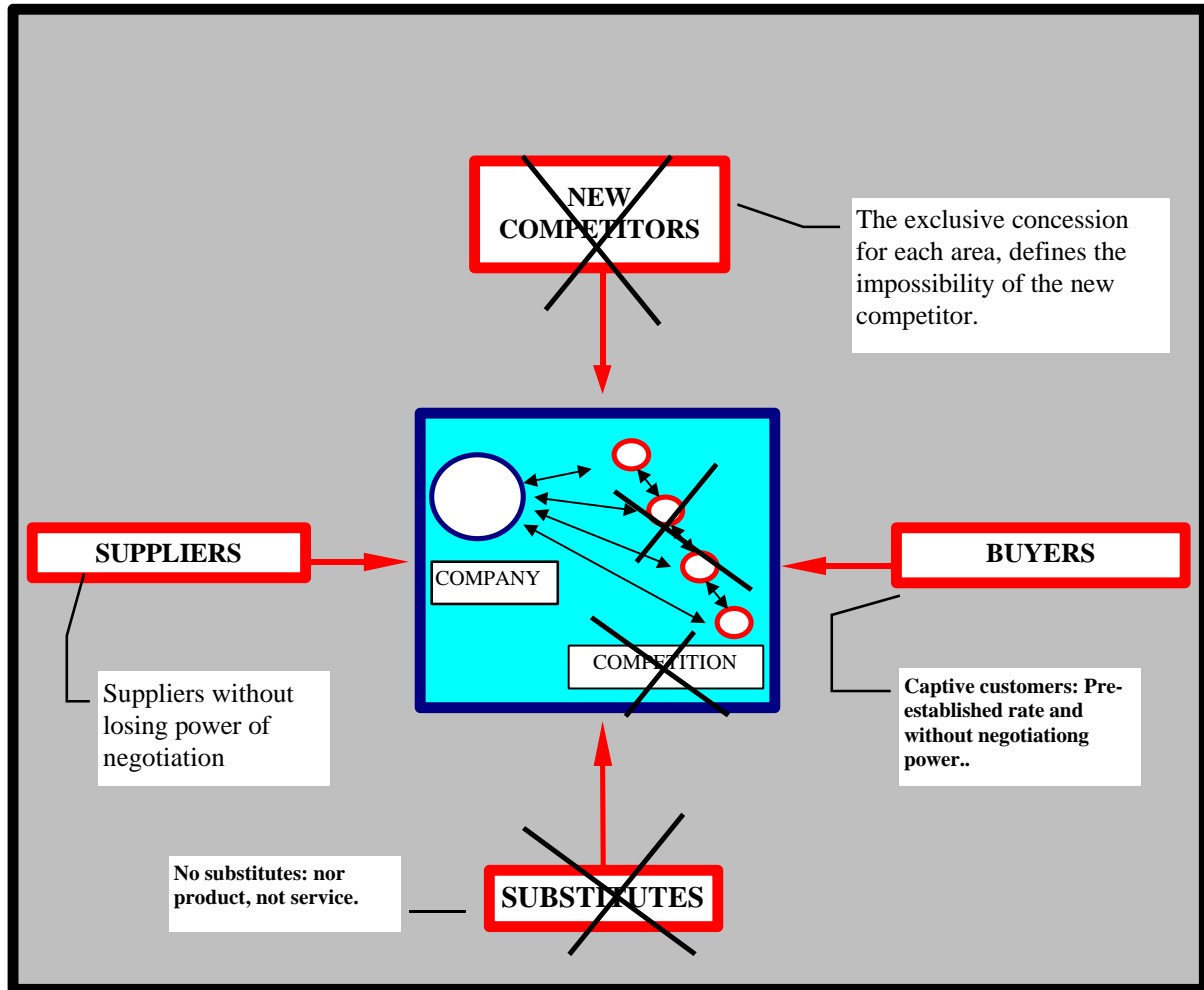 NEW
COMPETITORS
The exclusive concession
for each area, defines the
impossibility of the new
competitor.
SUPPLIERS
COMPANY
BUYERS
COMPETITION
Suppliers without
losing power of
negotiation
Captive customers: Pre-
established rate and
without negotiationg
power..
No substitutes: nor
product, not service.
SUBSTITUTES